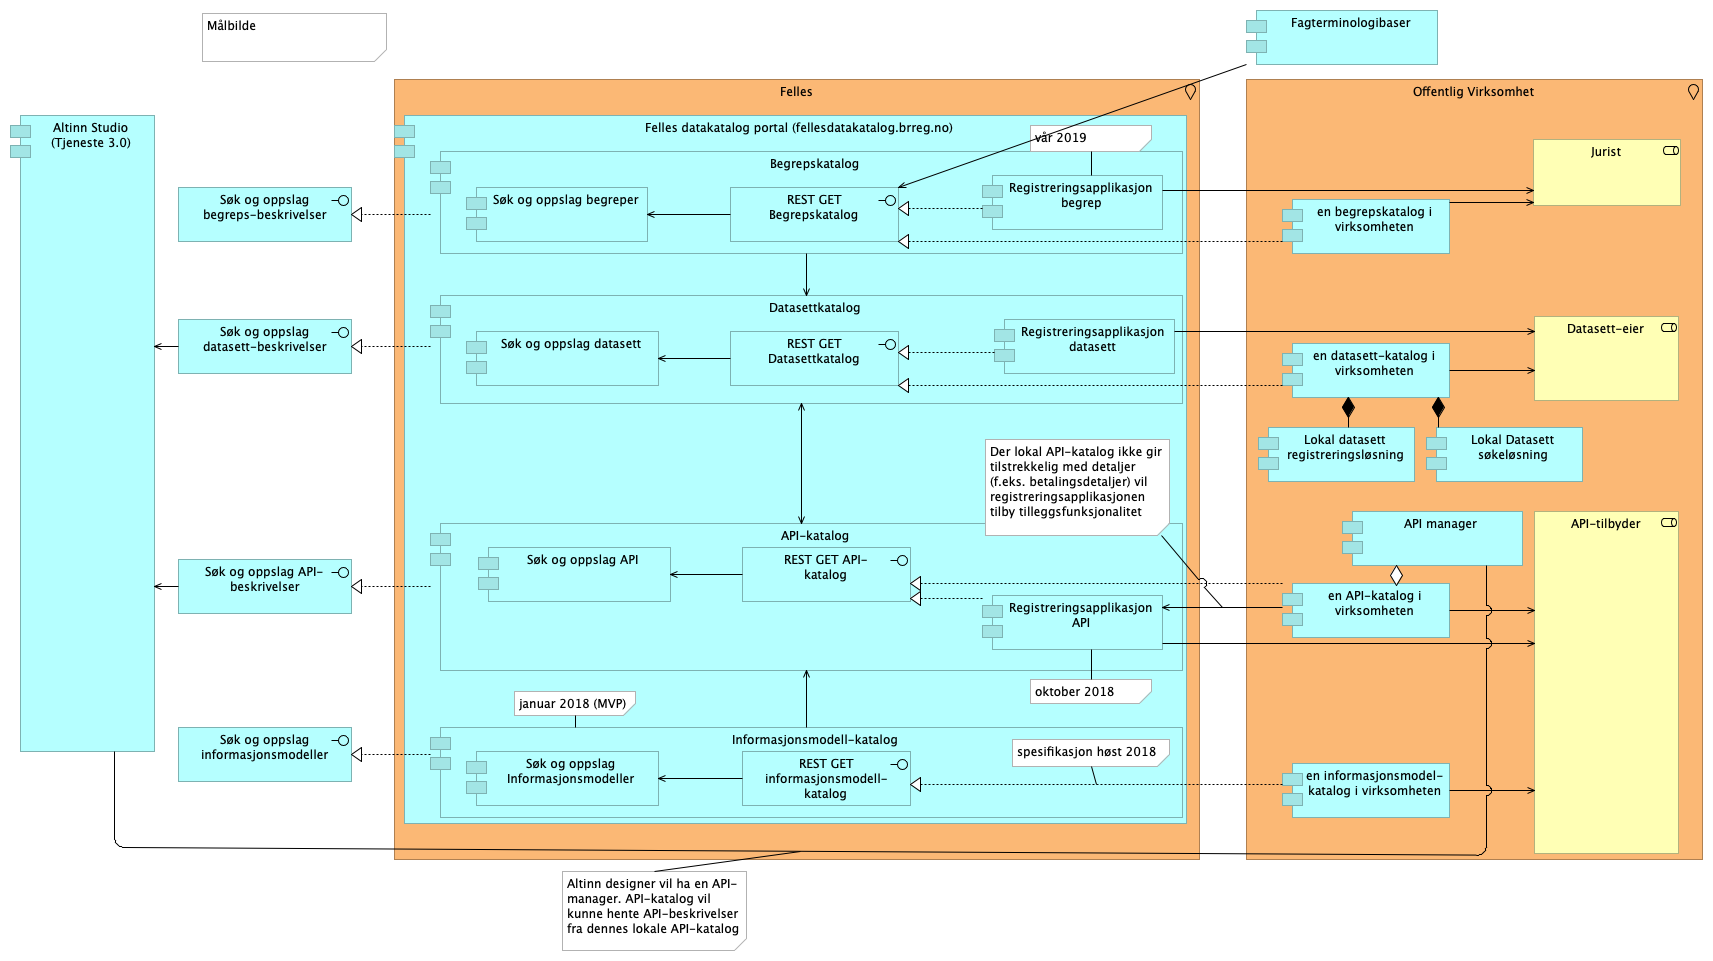 Målbilde
Fagterminologibaser
Felles
Offentlig Virksomhet
Altinn Studio
(Tjeneste 3.0)
Felles datakatalog portal (fellesdatakatalog.brreg.no)
vår 2019
Jurist
Begrepskatalog
Søk og oppslag
begreps-beskrivelser
Søk og oppslag begreper
REST GET
Begrepskatalog
Registreringsapplikasjon
begrep
en begrepskatalog i
virksomheten
Datasettkatalog
Søk og oppslag
datasett-beskrivelser
Søk og oppslag datasett
REST GET
Datasettkatalog
Registreringsapplikasjon
datasett
Datasett-eier
en datasett-katalog i
virksomheten
Lokal datasett
registreringsløsning
Lokal Datasett
søkeløsning
Der lokal API-katalog ikke gir
tilstrekkelig med detaljer
(f.eks. betalingsdetaljer) vil
registreringsapplikasjonen
tilby tilleggsfunksjonalitet
API-katalog
API manager
API-tilbyder
Søk og oppslag API-
beskrivelser
Søk og oppslag API
REST GET API-
katalog
Registreringsapplikasjon
API
en API-katalog i
virksomheten
oktober 2018
januar 2018 (MVP)
Informasjonsmodell-katalog
Søk og oppslag
informasjonsmodeller
Søk og oppslag
Informasjonsmodeller
REST GET
informasjonsmodell-
katalog
spesifikasjon høst 2018
en informasjonsmodel-
katalog i virksomheten
Altinn designer vil ha en API-
manager. API-katalog vil
kunne hente API-beskrivelser
fra dennes lokale API-katalog